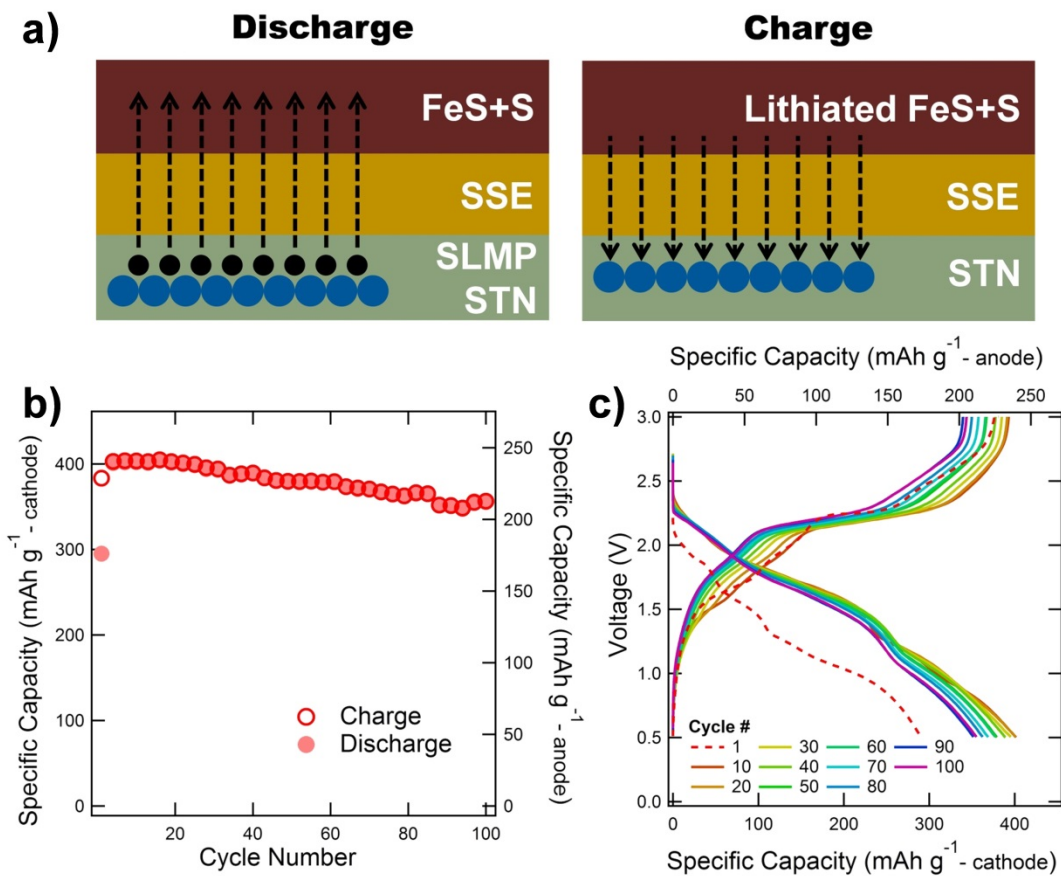 a)
Discharge
FeS+S
SSE
SLMP
STN
Charge
Lithiated FeS+S
SSE
STN
b)
Specific Capacity (mAh g⁻¹ - cathode)
400
300
200
100
0
20
40
60
80
100
Cycle Number
250
200
150
100
50
0
Specific Capacity (mAh g⁻¹ - anode)
Charge
Discharge
c)
Specific Capacity (mAh g⁻¹ - anode)
0 50 100 150 200 250
Voltage (V)
3.0
2.5
2.0
1.5
1.0
0.5
0.0
Cycle #
1 30 60 90
10 40 70 100
20 50 80
0 100 200 300 400
Specific Capacity (mAh g⁻¹ - cathode)